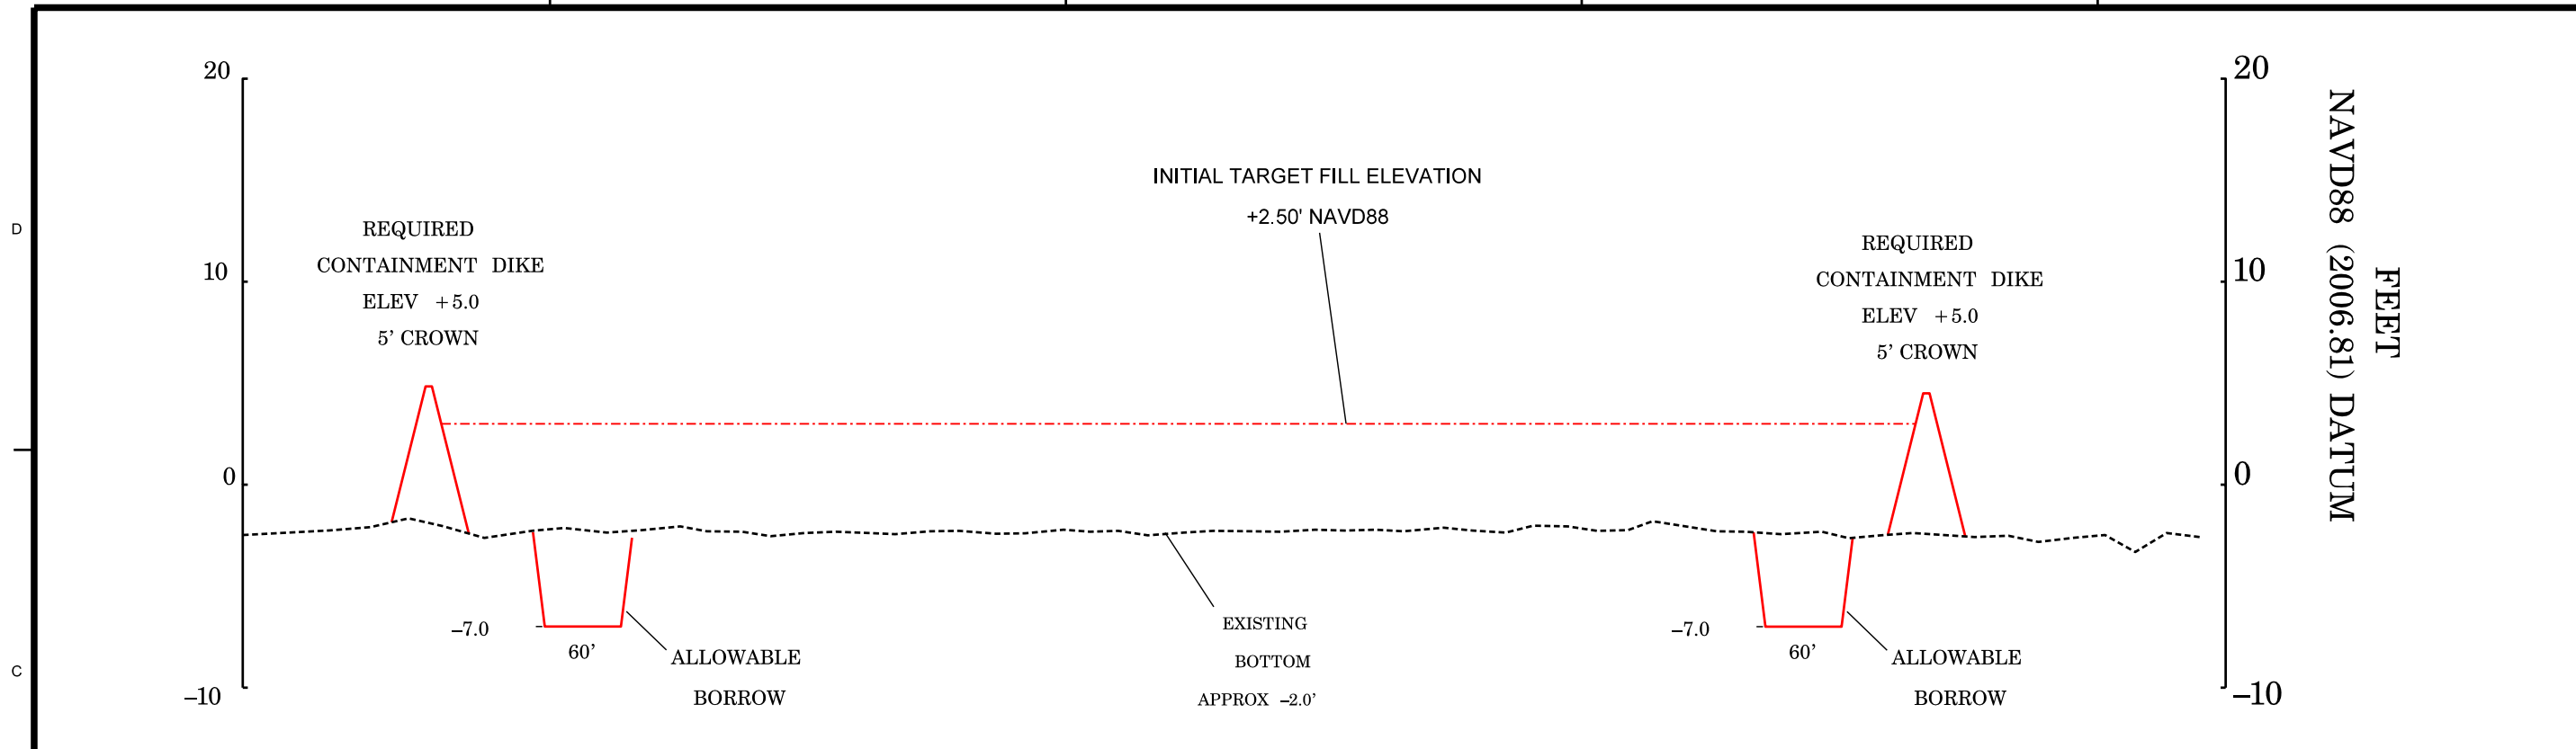 20
20
INITIAL TARGET FILL ELEVATION
+2.50' NAVD88
REQUIRED
CONTAINMENT DIKE
ELEV +5.0
5' CROWN
REQUIRED
CONTAINMENT DIKE
ELEV +5.0
5' CROWN
D
10
10
0
0
FEET
NAVD88 (2006.81) DATUM
−7.0
60'
ALLOWABLE
BORROW
EXISTING
BOTTOM
APPROX −2.0'
−7.0
60'
ALLOWABLE
BORROW
C
−10
−10